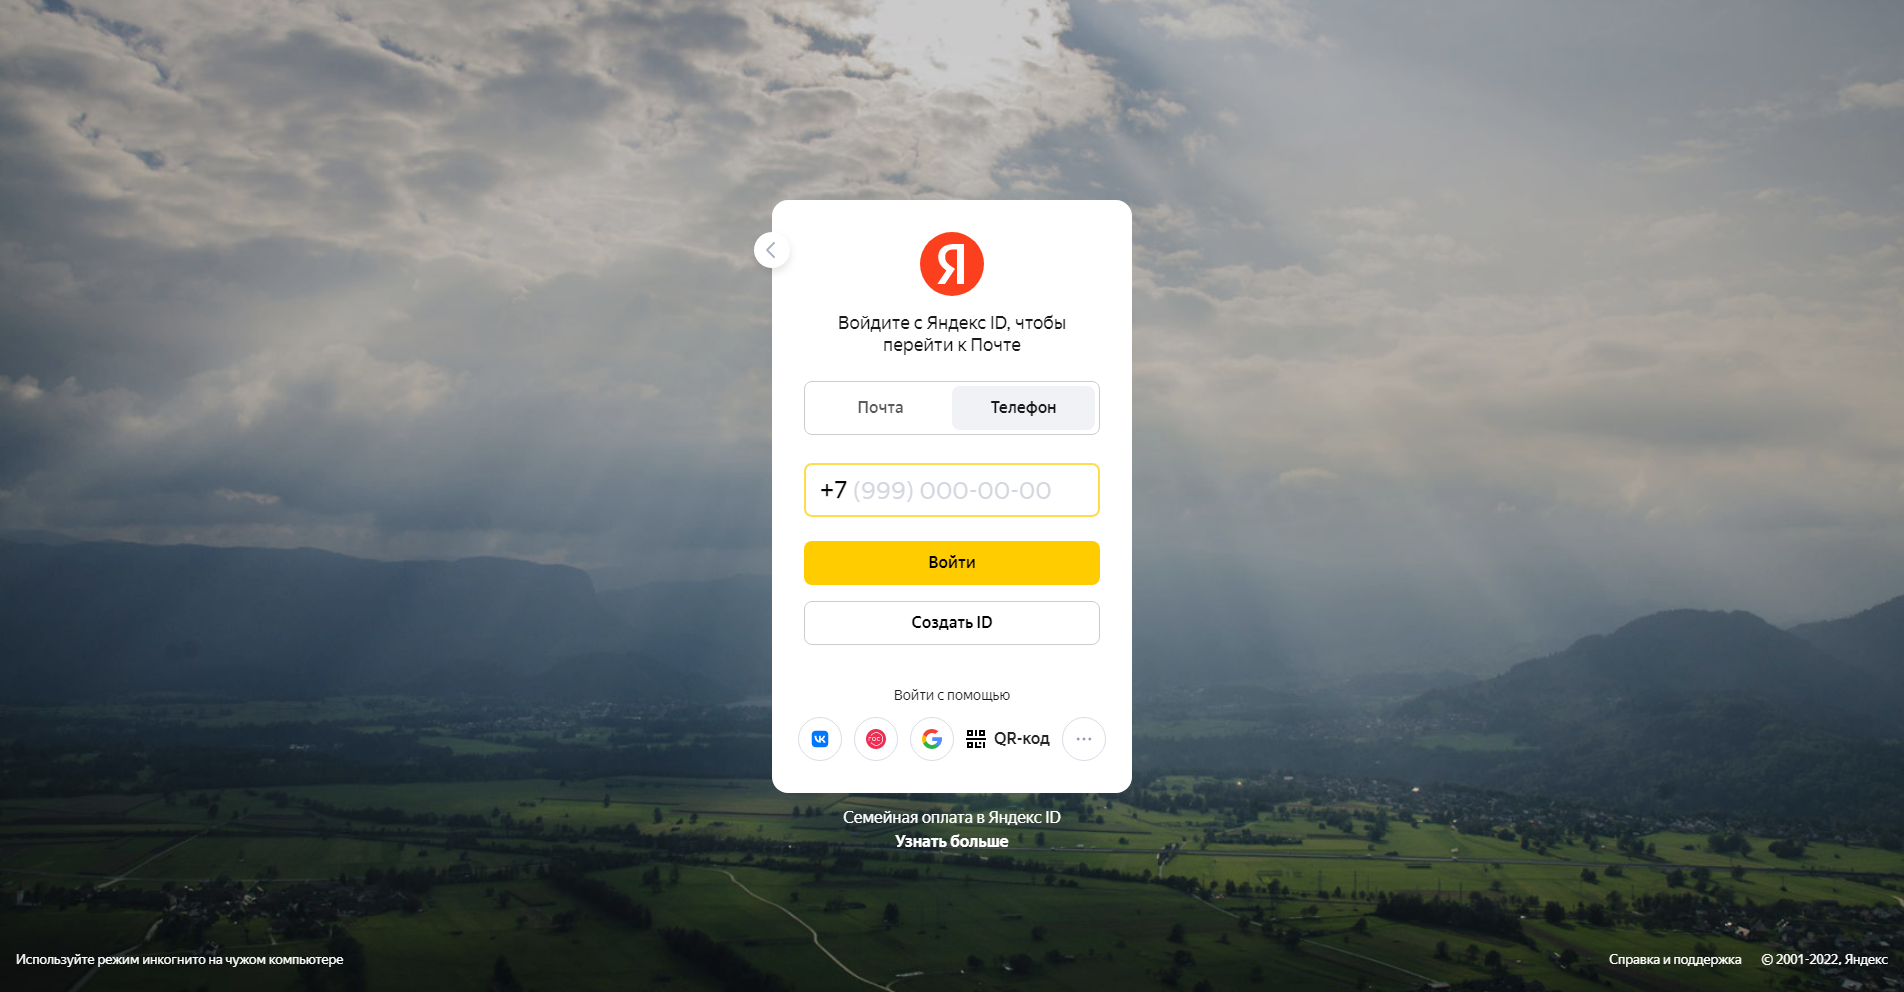 Я
Войдите с Яндекс ID, чтобы
перейти к Почте
Почта
Телефон
+7 (999) 000-00-00
Войти
Создать ID
Войти с помощью
гос
QR-код
Семейная оплата в Яндекс ID
Узнать больше
Используйте режим инкогнито на чужом компьютере
Справка и поддержка
© 2001-2022, Яндекс